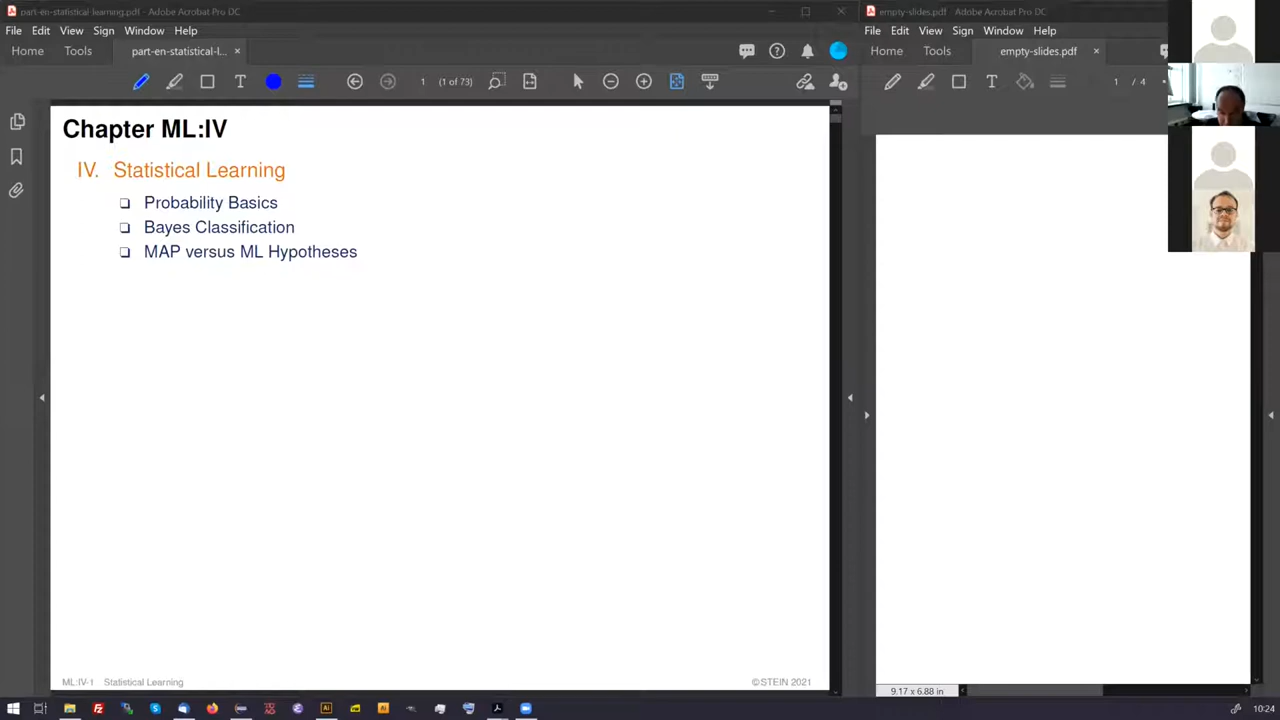 part-en-statistical-learning.pdf - Adobe Acrobat Pro DC
File Edit View Sign Window Help
Home Tools part-en-statistical-l... ×
1 (1 of 73)
Chapter ML:IV
IV. Statistical Learning
❑ Probability Basics
❑ Bayes Classification
❑ MAP versus ML Hypotheses
ML:IV-1 Statistical Learning
©STEIN 2021
empty-slides.pdf - Adobe Acrobat Pro DC
File Edit View Sign Window Help
Home Tools empty-slides.pdf ×
1 / 4
9.17 x 6.88 in
10:24